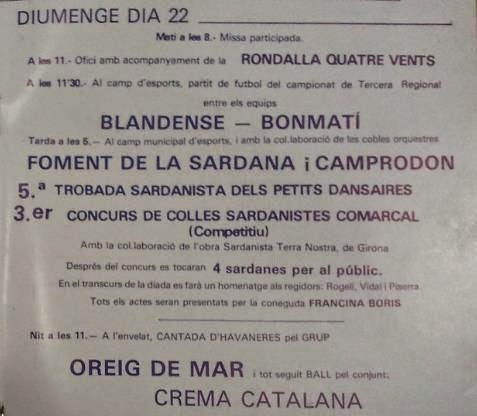 DIUMENGE DIA 22
Matí a les 8.- Missa participada.
A les 11.- Ofici amb acompanyament de la RONDALLA QUATRE VENTS
A les 11'30.- Al camp d'esports, partit de futbol del campionat de Tercera Regional
entre els equips
BLANDENSE — BONMATÍ
Tarda a les 5.— Al camp municipal d'esports, i amb la col.laboració de les cobles orquestres
FOMENT DE LA SARDANA i CAMPRODON
5.ª TROBADA SARDANISTA DELS PETITS DANSAIRES
3.er CONCURS DE COLLES SARDANISTES COMARCAL
(Competitiu)
Amb la col.laboració de l'obra Sardanista Terra Nostra, de Girona
Després del concurs es tocaran 4 sardanes per al públic.
En el transcurs de la diada es farà un homenatge als regidors: Rogeli, Vidal i
Tots els actes seran presentats per la coneguda FRANCINA BORIS
Nit a les 11.— A l'envelat, CANTADA D'HAVANERES pel GRUP
OREIG DE MAR i tot seguit BALL pel conjunt:
CREMA CATALANA